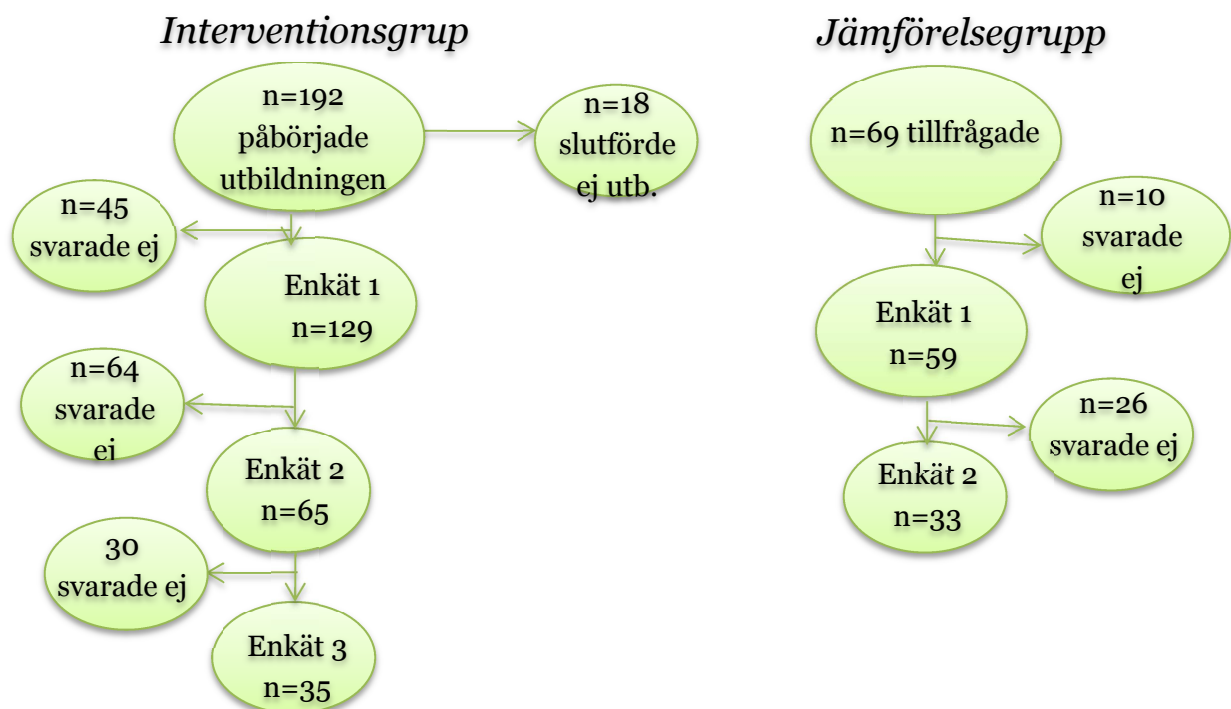 Interventionsgrup
n=192
påbörjade
utbildningen
n=18
slutförde
ej utb.
n=45
svarade ej
Enkät 1
n=129
n=64
svarade
ej
Enkät 2
n=65
30
svarade ej
Enkät 3
n=35
Jämförelsegrupp
n=69 tillfrågade
n=10
svarade
ej
Enkät 1
n=59
n=26
svarade ej
Enkät 2
n=33